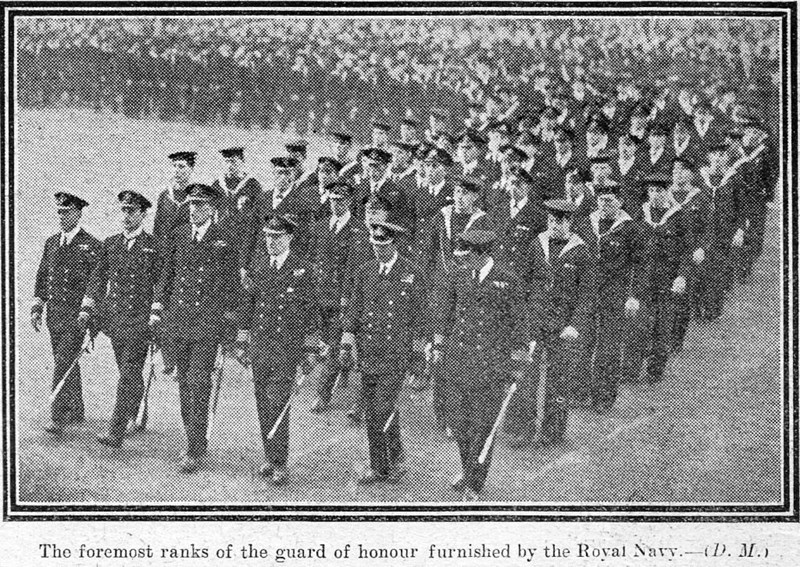 The foremost ranks of the guard of honour furnished by the Royal Navy.—(D. M.)